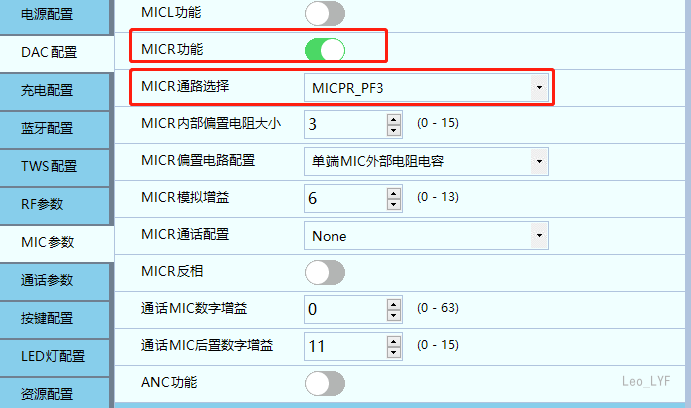 电源配置
DAC 配置
充电配置
蓝牙配置
TWS 配置
RF参数
MIC 参数
通话参数
按键配置
LED灯配置
资源配置
MICL功能
MICR功能
MICR通路选择 MICPR_PF3
MICR内部偏置电阻大小 3 (0 - 15)
MICR偏置电路配置 单端MIC外部电阻电容
MICR模拟增益 6 (0 - 13)
MICR通话配置 None
MICR反相
通话MIC数字增益 0 (0 - 63)
通话MIC后置数字增益 11 (0 - 15)
ANC功能
Leo_LYF